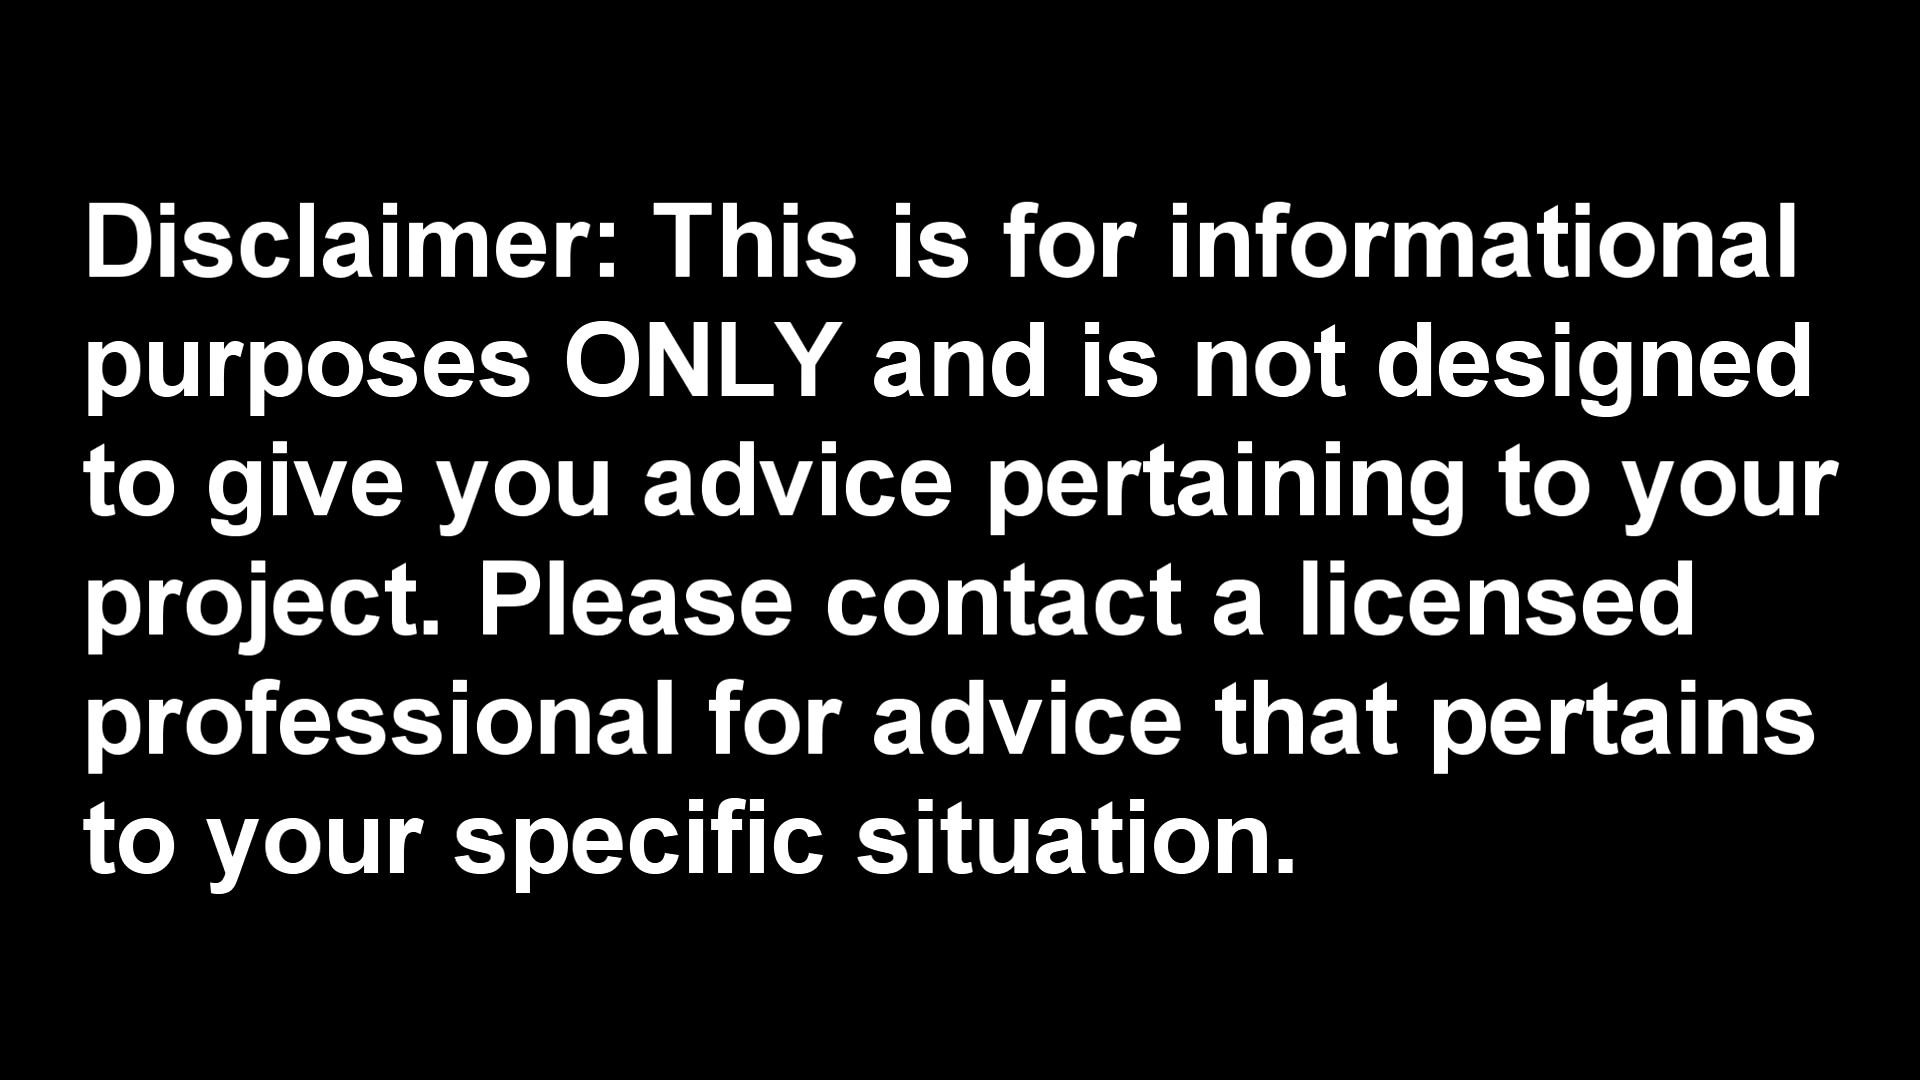 Disclaimer: This is for informational
purposes ONLY and is not designed
to give you advice pertaining to your
project. Please contact a licensed
professional for advice that pertains
to your specific situation.